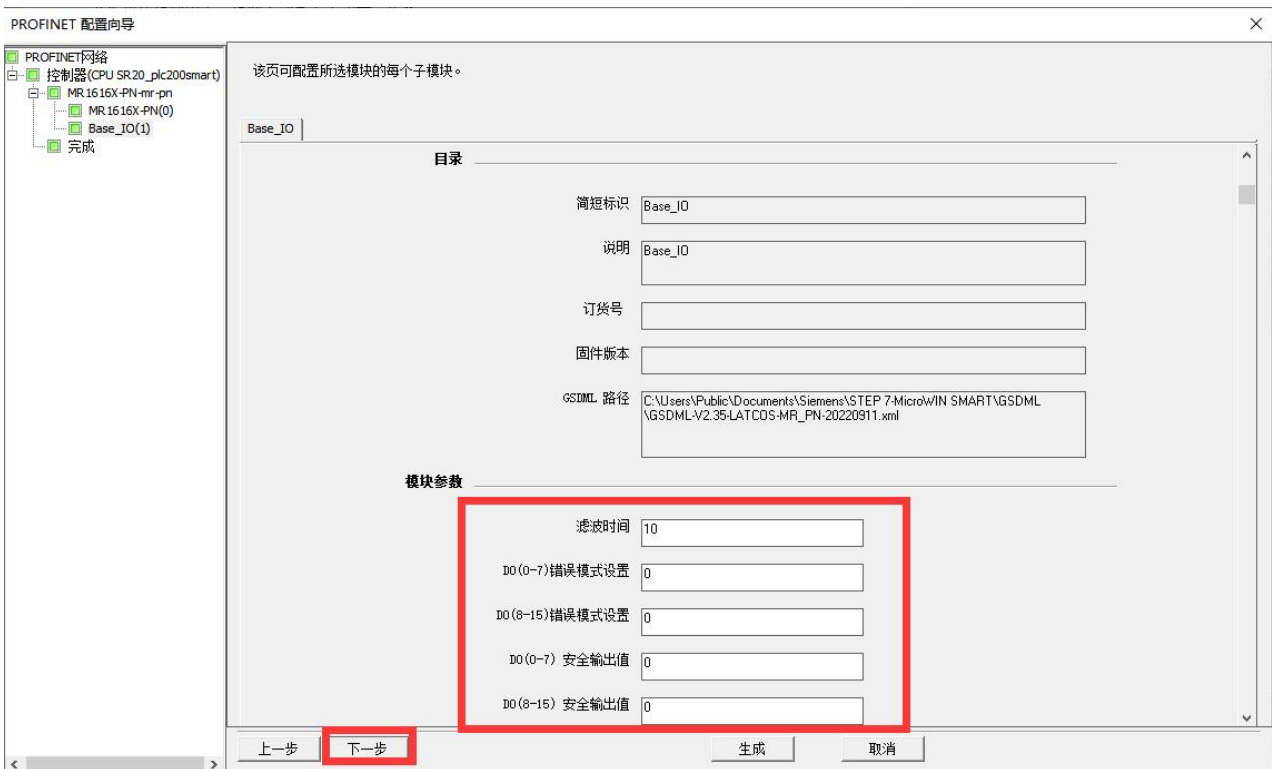 PROFINET 配置向导
PROFINET网络
控制器(CPU SR20_plc200smart)
MR1616X-PN-mr-pn
MR1616X-PN(0)
Base_IO(1)
完成
该页可配置所选模块的每个子模块。
Base_IO
目录
简短标识 Base_IO
说明 Base_IO
订货号
固件版本
GSDML 路径 C:\Users\Public\Documents\Siemens\STEP 7-MicroWIN SMART\GSDML
\GSDML-V2.35-LATCOS-MR_PN-20220911.xml
模块参数
滤波时间 10
DO(0-7)错误模式设置 0
DO(8-15)错误模式设置 0
DO(0-7) 安全输出值 0
DO(8-15) 安全输出值 0
上一步 下一步 生成 取消